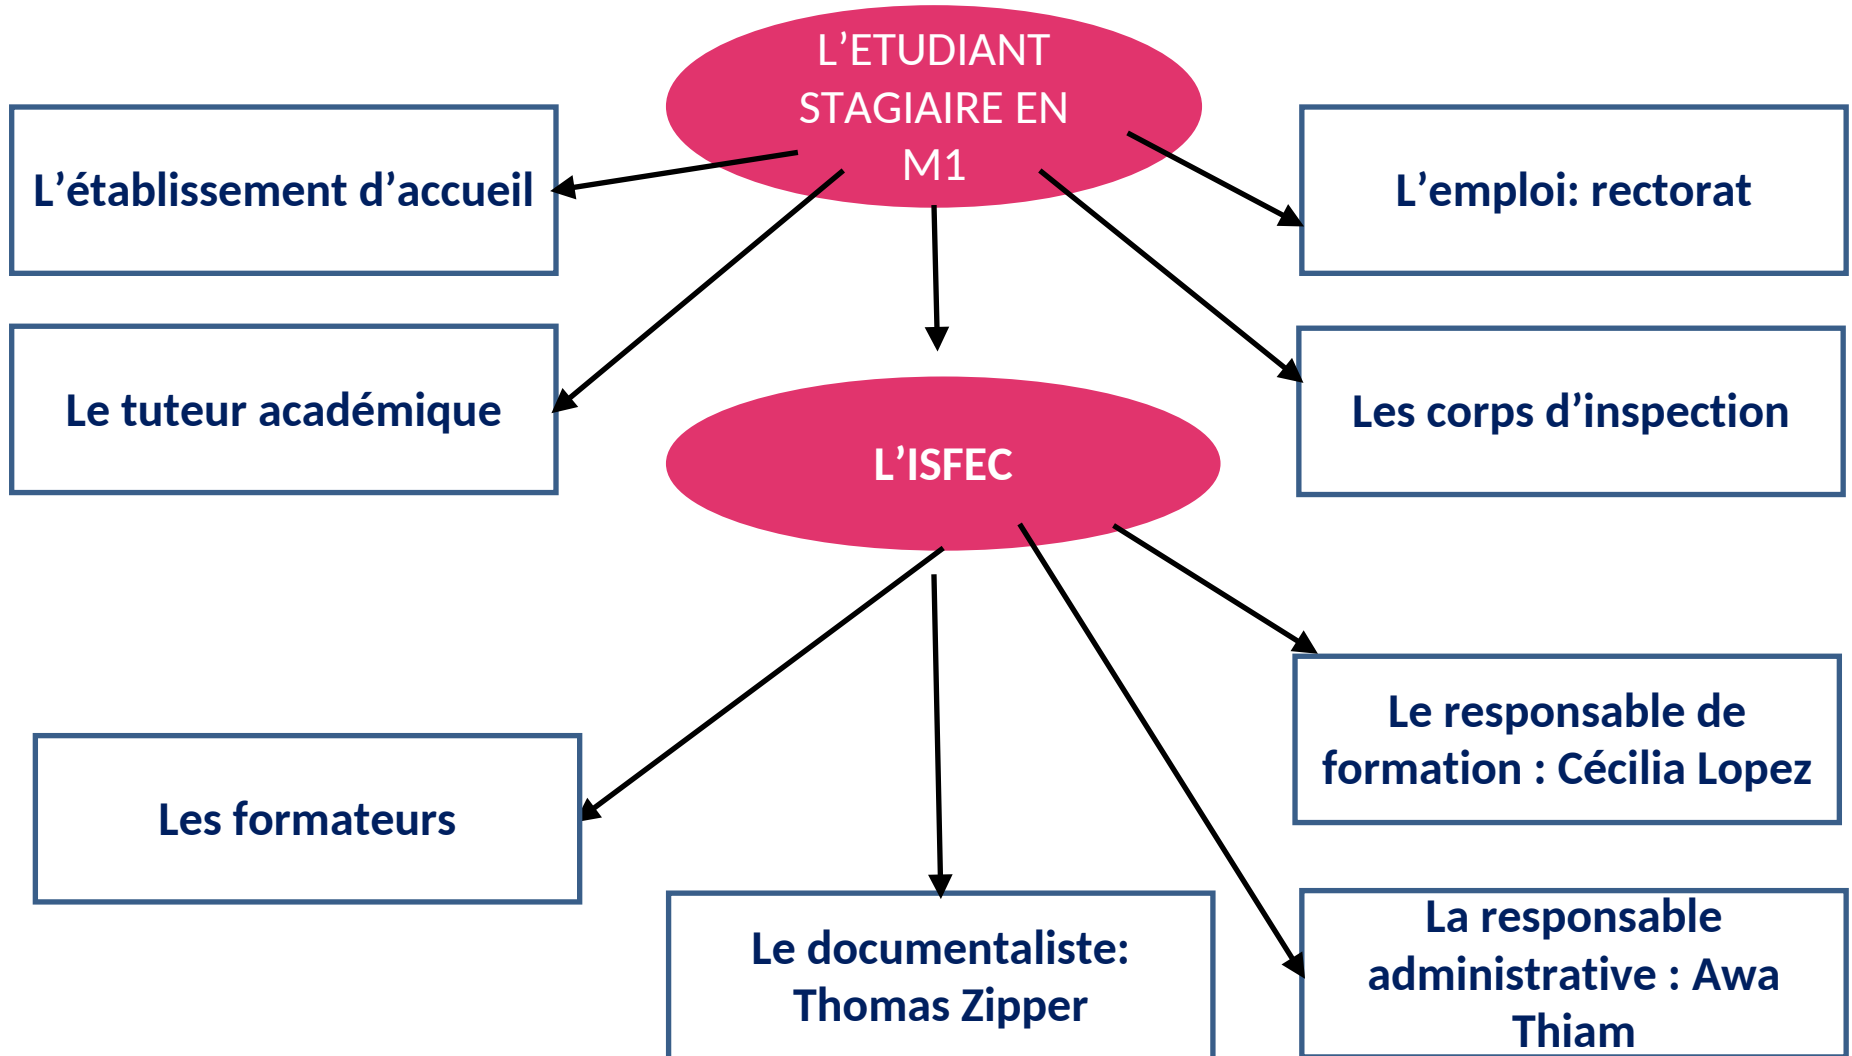 L’ETUDIANT
STAGIAIRE EN
M1
L’établissement d’accueil
L’emploi: rectorat
Le tuteur académique
Les corps d’inspection
L’ISFEC
Le responsable de
formation : Cécilia Lopez
Les formateurs
Le documentaliste:
Thomas Zipper
La responsable
administrative : Awa
Thiam